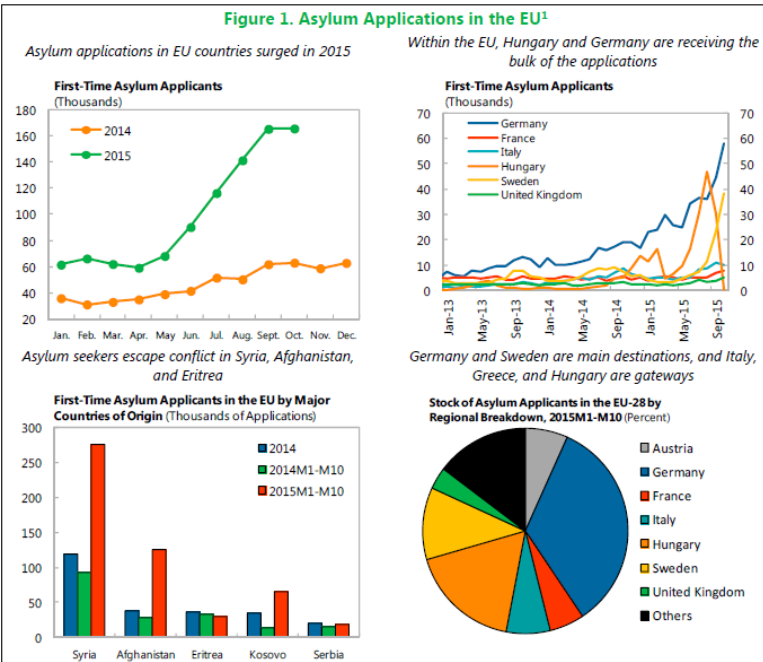 Figure 1. Asylum Applications in the EU¹
Asylum applications in EU countries surged in 2015
First-Time Asylum Applicants
(Thousands)
180
160
140
120
100
80
60
40
20
2014
2015
Jan. Feb. Mar. Apr. May Jun. Jul. Aug. Sept. Oct. Nov. Dec.
Within the EU, Hungary and Germany are receiving the
bulk of the applications
First-Time Asylum Applicants
(Thousands)
70 70
60 60
50 50
40 40
30 30
20 20
10 10
0 0
Germany
France
Italy
Hungary
Sweden
United Kingdom
Jan-13 May-13 Sep-13 Jan-14 May-14 Sep-14 Jan-15 May-15 Sep-15
Asylum seekers escape conflict in Syria, Afghanistan,
and Eritrea
First-Time Asylum Applicants in the EU by Major
Countries of Origin (Thousands of Applications)
300
250
200
150
100
50
0
2014
2014M1-M10
2015M1-M10
Syria Afghanistan Eritrea Kosovo Serbia
Germany and Sweden are main destinations, and Italy,
Greece, and Hungary are gateways
Stock of Asylum Applicants in the EU-28 by
Regional Breakdown, 2015M1-M10 (Percent)
Austria
Germany
France
Italy
Hungary
Sweden
United Kingdom
Others